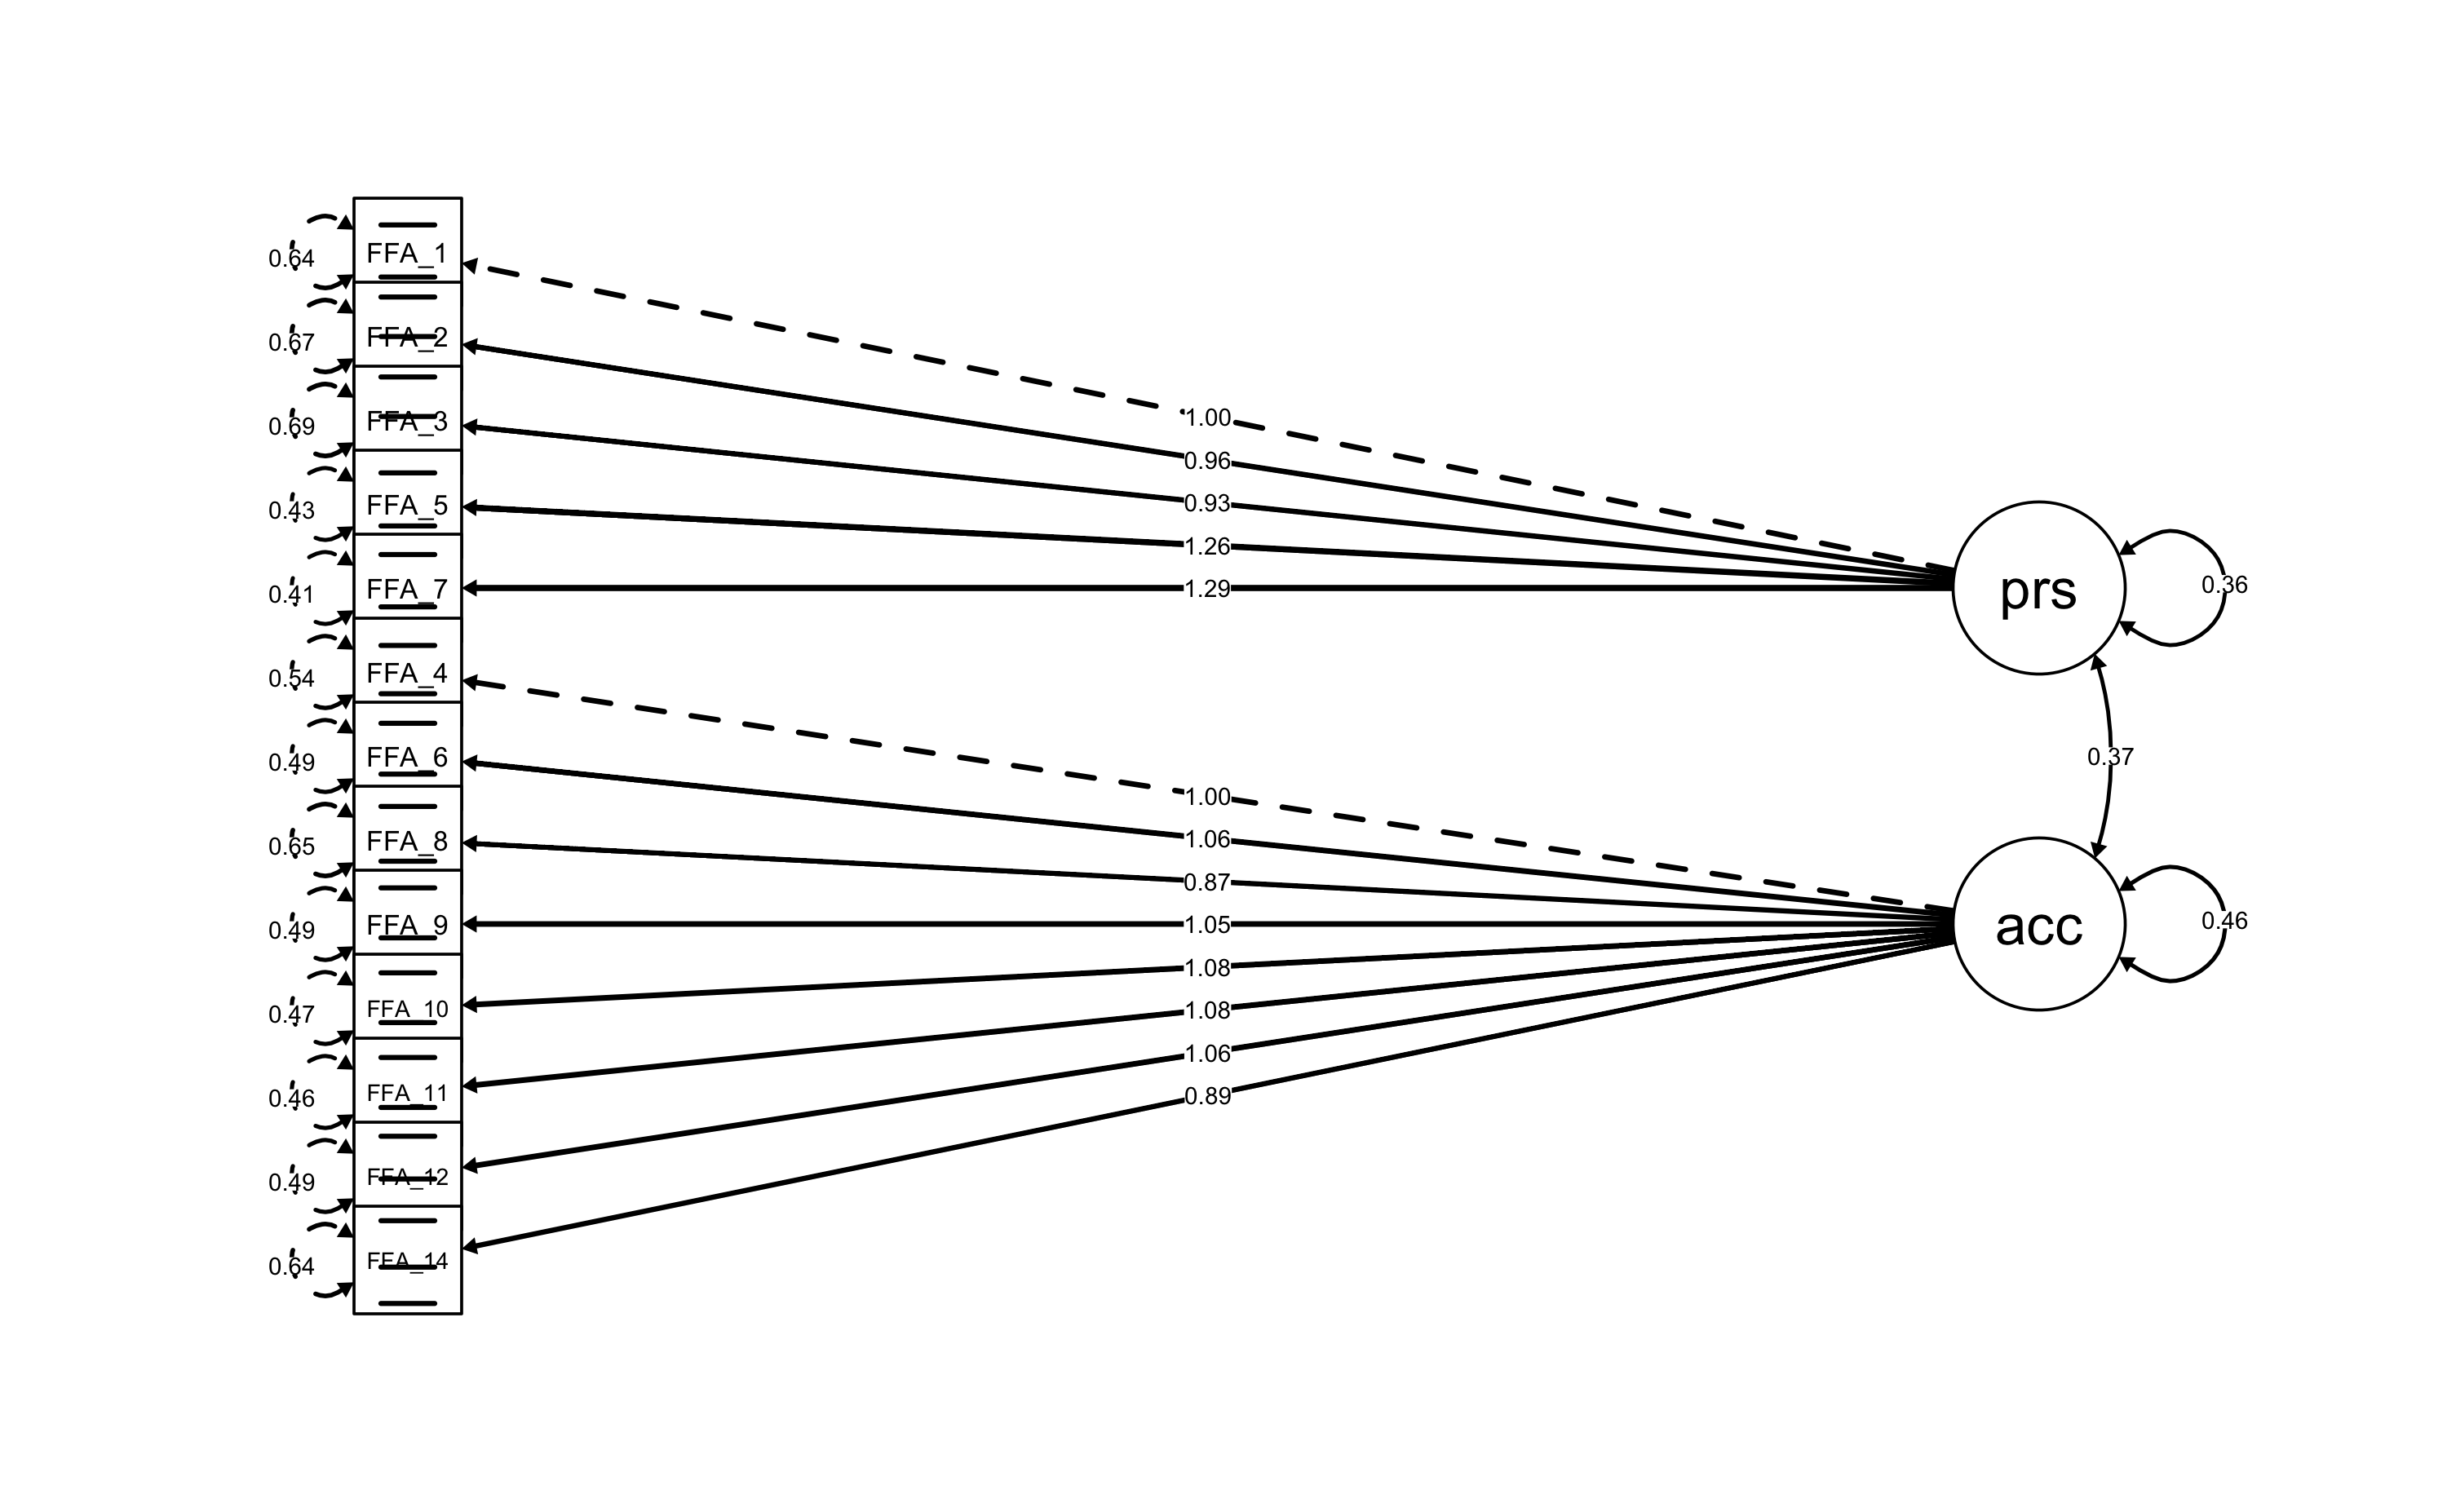 0.64 FFA_1
0.67 FFA_2
0.69 FFA_3
0.43 FFA_5
0.41 FFA_7
0.54 FFA_4
0.49 FFA_6
0.65 FFA_8
0.49 FFA_9
0.47 FFA_10
0.46 FFA_11
0.49 FFA_12
0.64 FFA_14
1.00
0.96
0.93
1.26
1.29
1.00
1.06
0.87
1.05
1.08
1.08
1.06
0.89
prs
0.36
0.37
acc
0.46